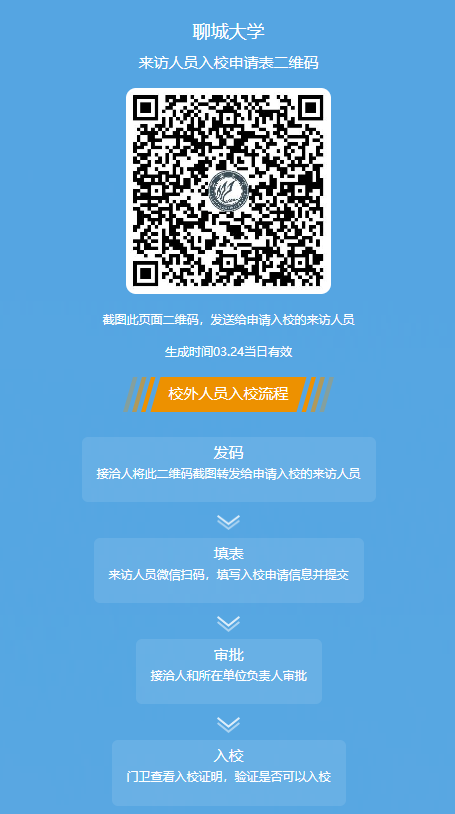 聊城大学
来访人员入校申请表二维码
截图此页面二维码，发送给申请入校的来访人员
生成时间03.24当日有效
校外人员入校流程
发码
接洽人将此二维码截图转发给申请入校的来访人员
填表
来访人员微信扫码，填写入校申请信息并提交
审批
接洽人和所在单位负责人审批
入校
门卫查看入校证明，验证是否可以入校